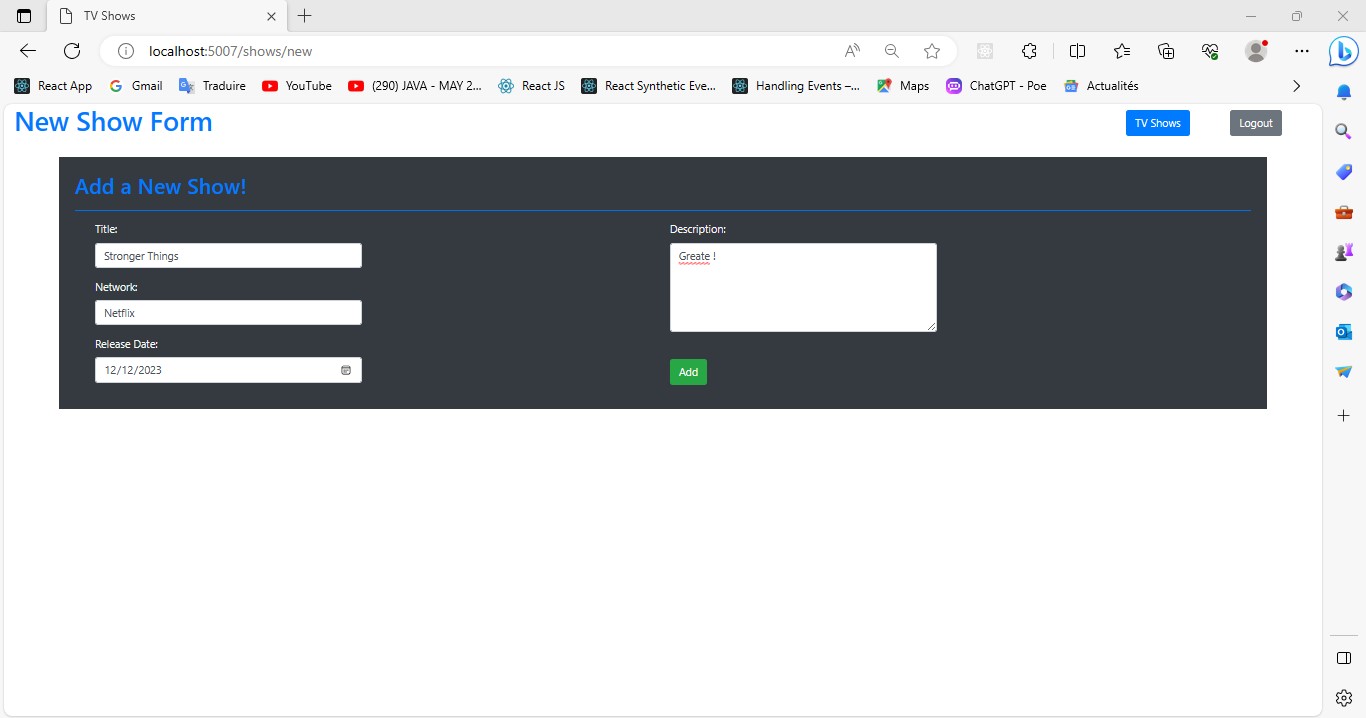 TV Shows
localhost:5007/shows/new
React App Gmail Traduire YouTube (290) JAVA - MAY 2... React JS React Synthetic Eve... Handling Events –... Maps ChatGPT - Poe Actualités
New Show Form
TV Shows
Logout
Add a New Show!
Title:
Stronger Things
Network:
Netflix
Release Date:
12/12/2023
Description:
Greate !
Add